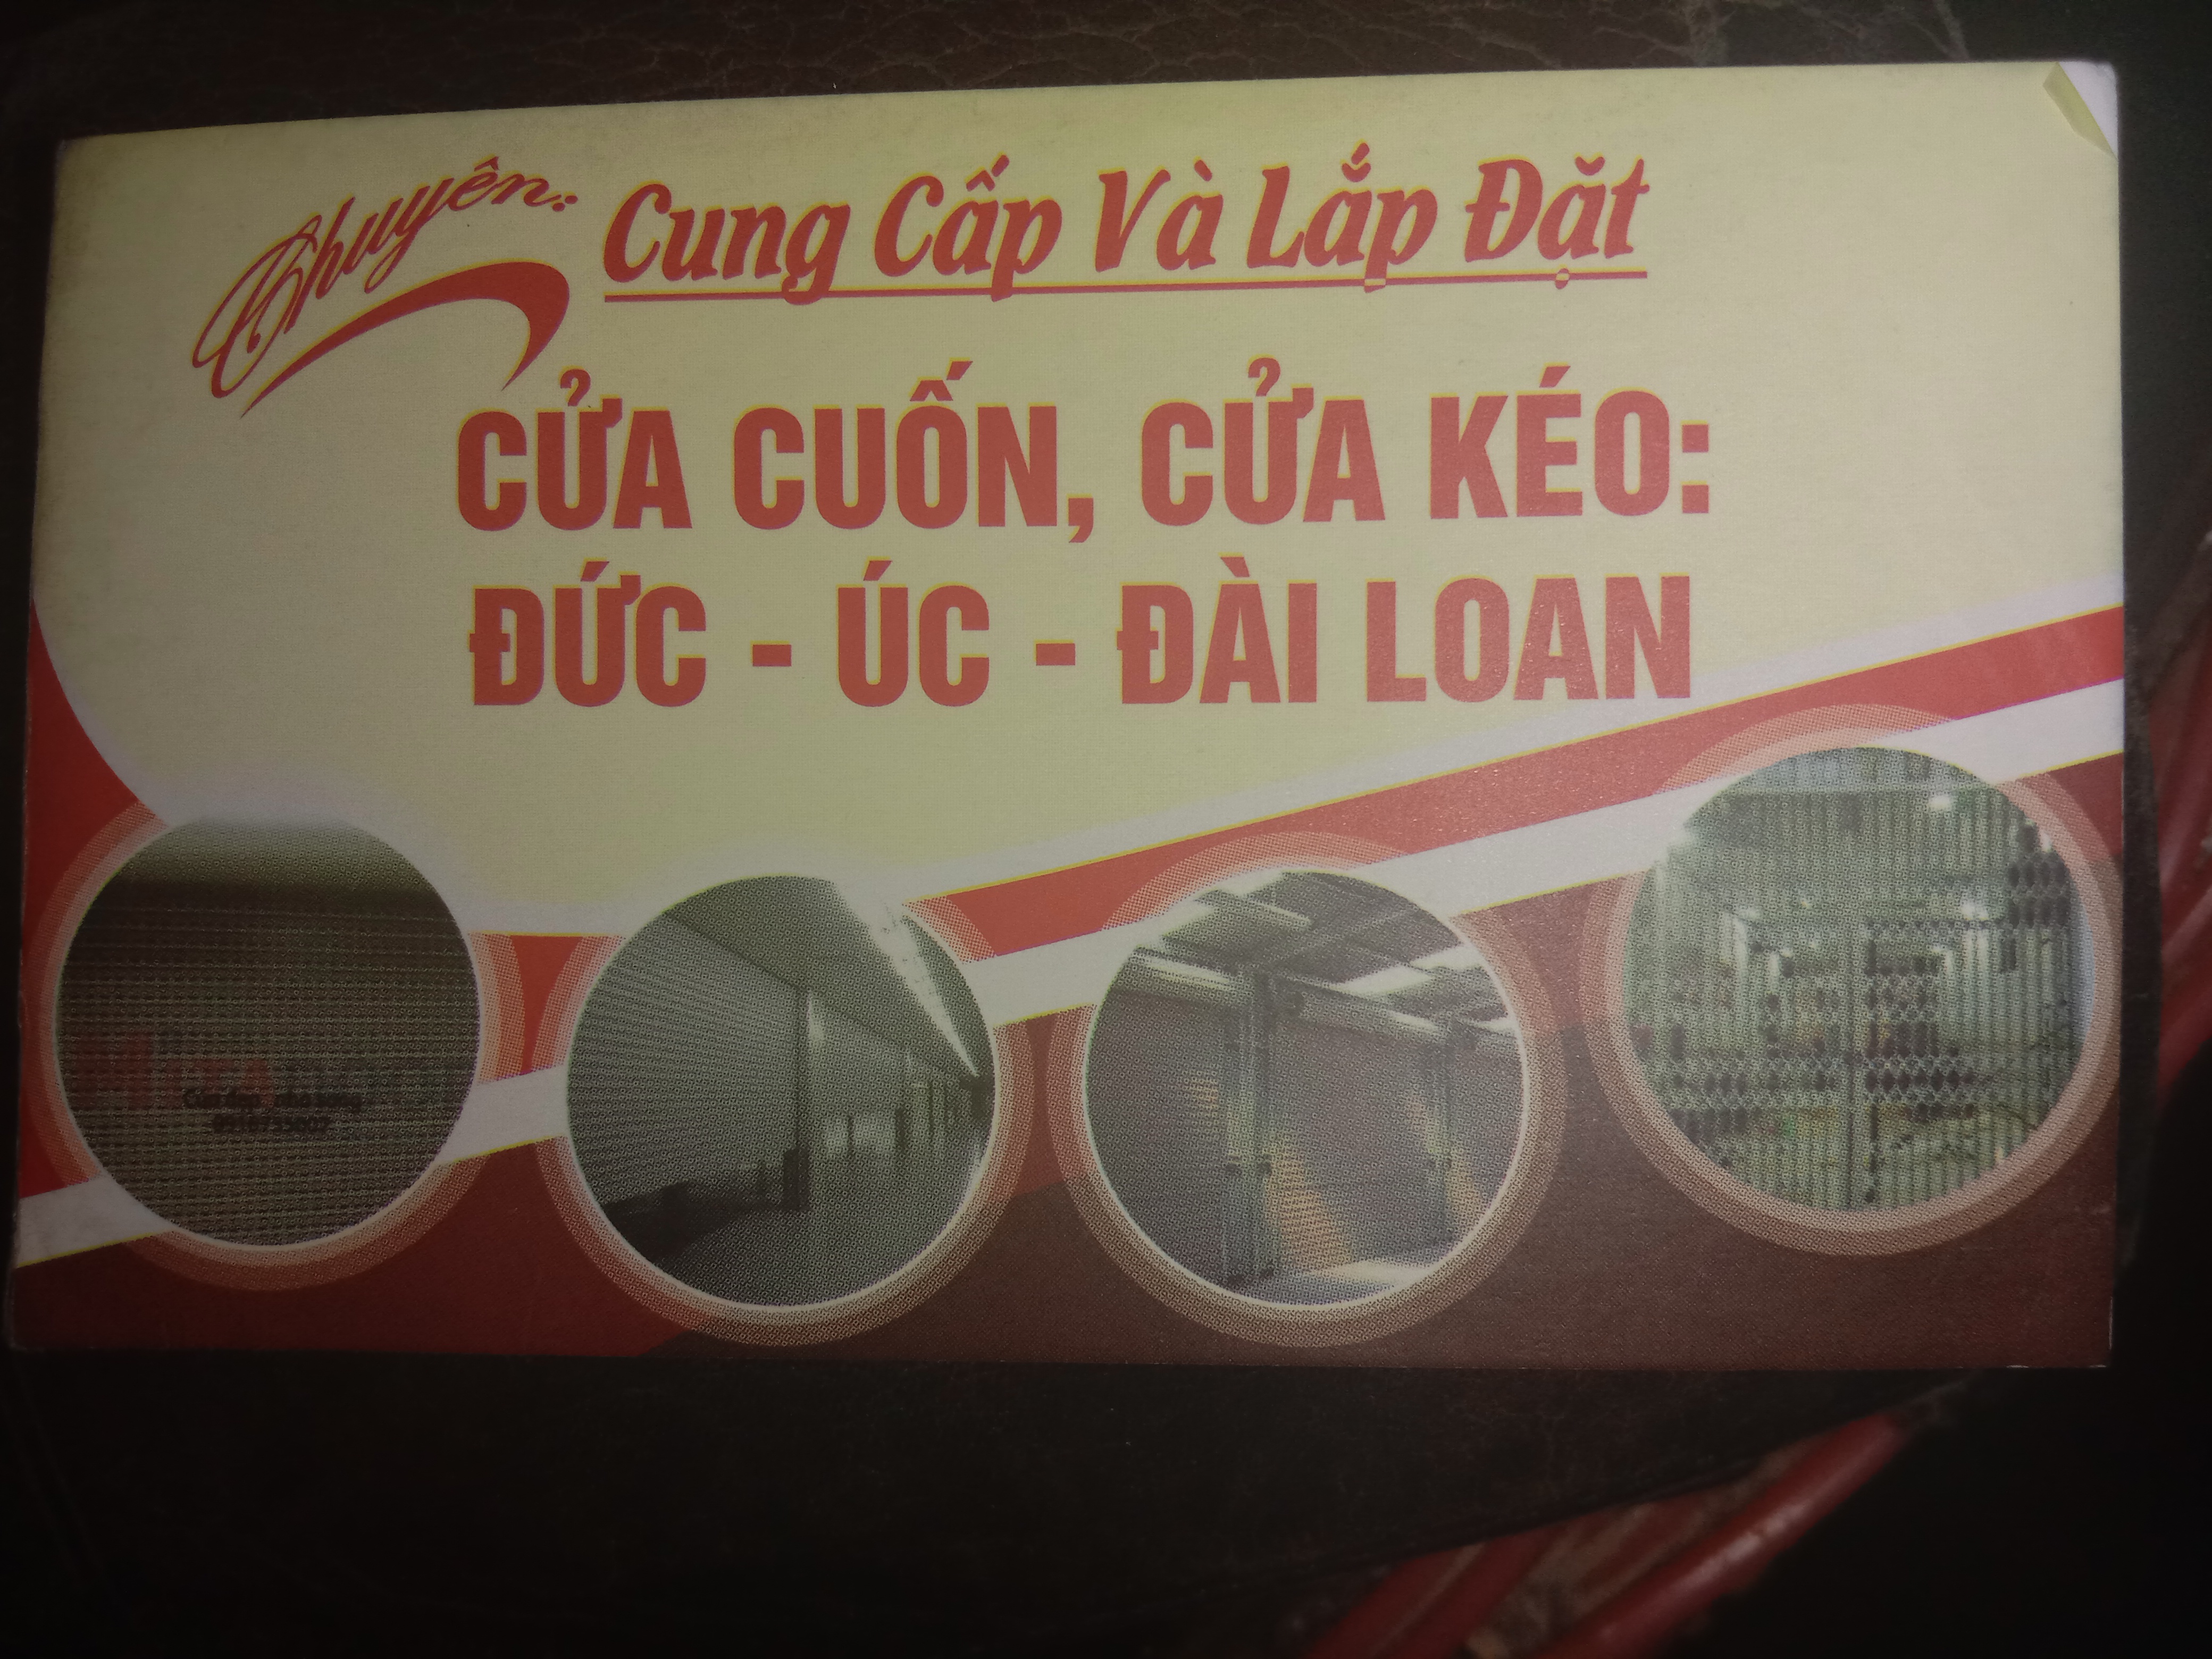 Chuyên:
Cung Cấp Và Lắp Đặt
CỬA CUỐN, CỬA KÉO:
ĐỨC - ÚC - ĐÀI LOAN